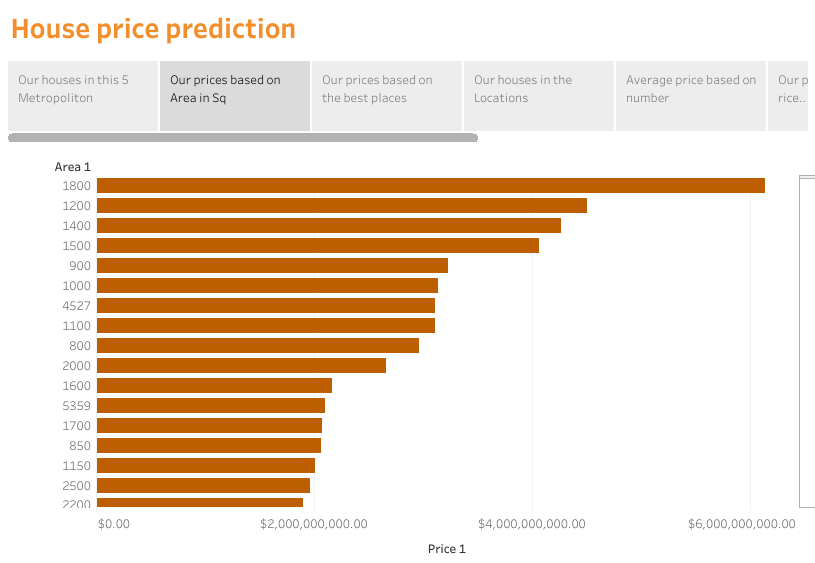 House price prediction
Our houses in this 5
Metropoliton
Our prices based on
Area in Sq
Our prices based on
the best places
Our houses in the
Locations
Average price based on
number
Our p
rice..
Area 1
1800
1200
1400
1500
900
1000
4527
1100
800
2000
1600
5359
1700
850
1150
2500
2200
$0.00
$2,000,000,000.00
$4,000,000,000.00
$6,000,000,000.00
Price 1